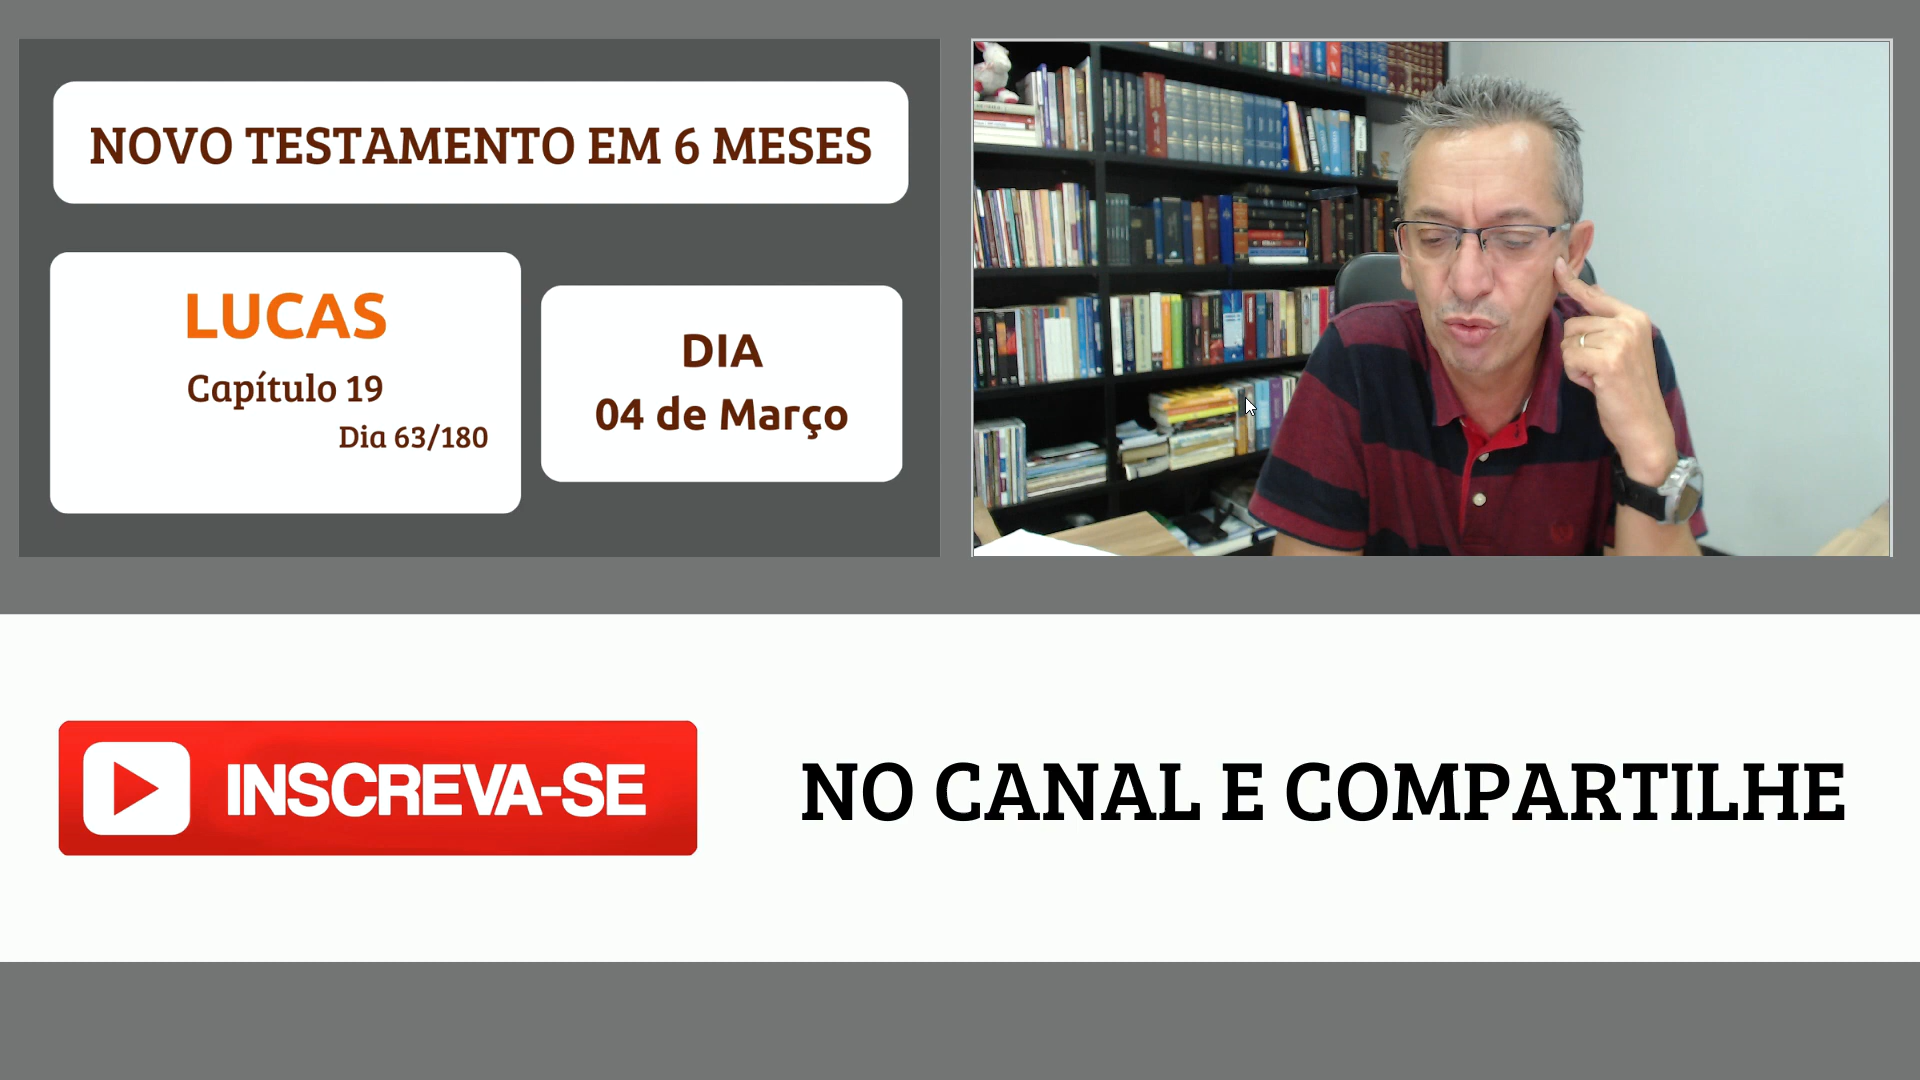 NOVO TESTAMENTO EM 6 MESES
LUCAS
Capítulo 19
Dia 63/180
DIA
04 de Março
INSCREVA-SE
NO CANAL E COMPARTILHE